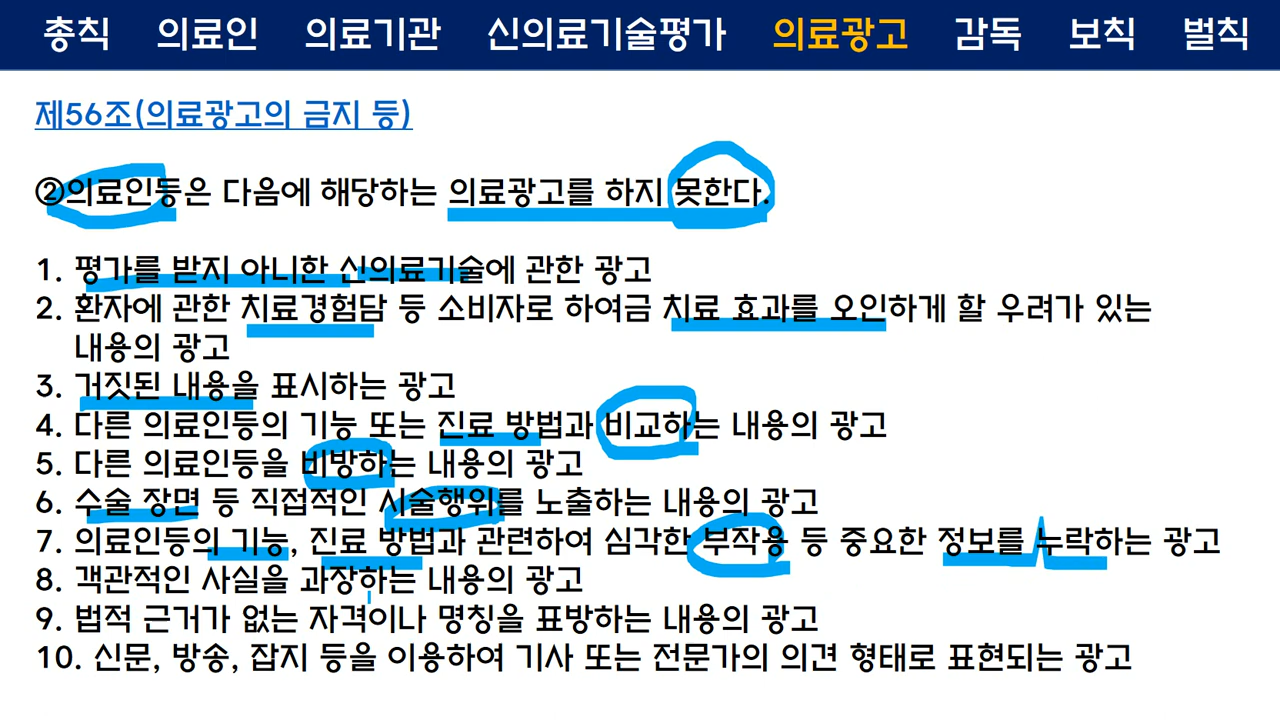 총칙 의료인 의료기관 신의료기술평가 의료광고 감독 보칙 벌칙
제56조(의료광고의 금지 등)
②의료인등은 다음에 해당하는 의료광고를 하지 못한다.
1. 평가를 받지 아니한 신의료기술에 관한 광고
2. 환자에 관한 치료경험담 등 소비자로 하여금 치료 효과를 오인하게 할 우려가 있는
내용의 광고
3. 거짓된 내용을 표시하는 광고
4. 다른 의료인등의 기능 또는 진료 방법과 비교하는 내용의 광고
5. 다른 의료인등을 비방하는 내용의 광고
6. 수술 장면 등 직접적인 시술행위를 노출하는 내용의 광고
7. 의료인등의 기능, 진료 방법과 관련하여 심각한 부작용 등 중요한 정보를 누락하는 광고
8. 객관적인 사실을 과장하는 내용의 광고
9. 법적 근거가 없는 자격이나 명칭을 표방하는 내용의 광고
10. 신문, 방송, 잡지 등을 이용하여 기사 또는 전문가의 의견 형태로 표현되는 광고